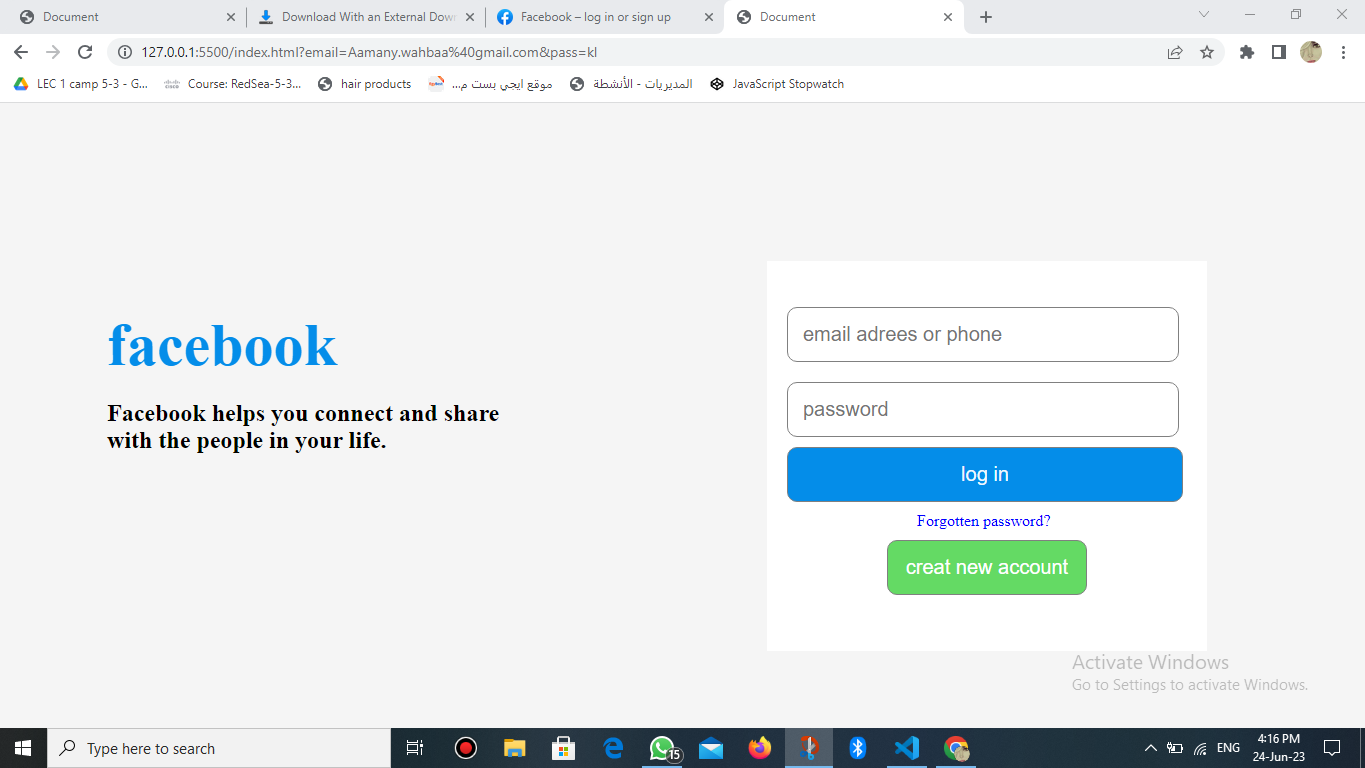 Document
Download With an External Dow
Facebook – log in or sign up
Document
127.0.0.1:5500/index.html?email=Aamany.wahbaa%40gmail.com&pass=kl
LEC 1 camp 5-3 - G...
Course: RedSea-5-3...
hair products
موقع ايجي بست م...
المديريات - الأنشطة
JavaScript Stopwatch
facebook
Facebook helps you connect and share
with the people in your life.
email adrees or phone
password
log in
Forgotten password?
creat new account
Activate Windows
Go to Settings to activate Windows.
Type here to search
15
ENG
4:16 PM
24-Jun-23